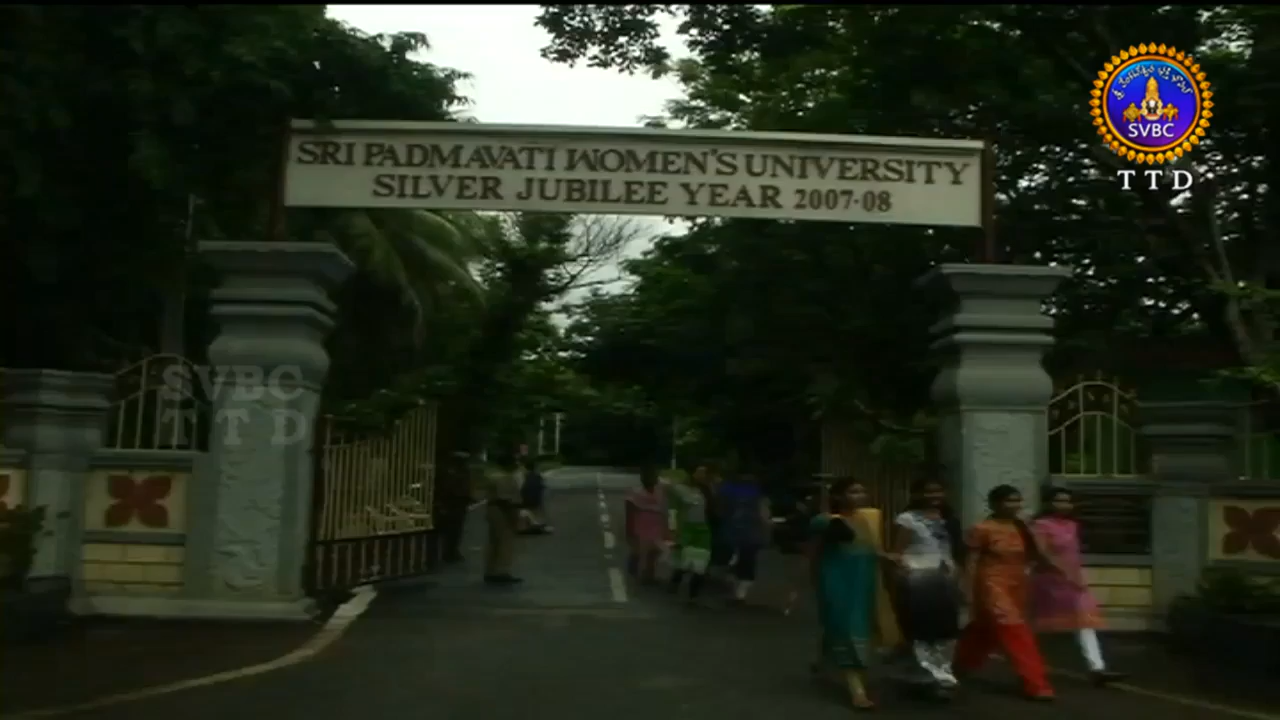 SRI PADMAVATI WOMEN'S UNIVERSITY
SILVER JUBILEE YEAR 2007-08
SVBC
TTD
SVBC
TTD